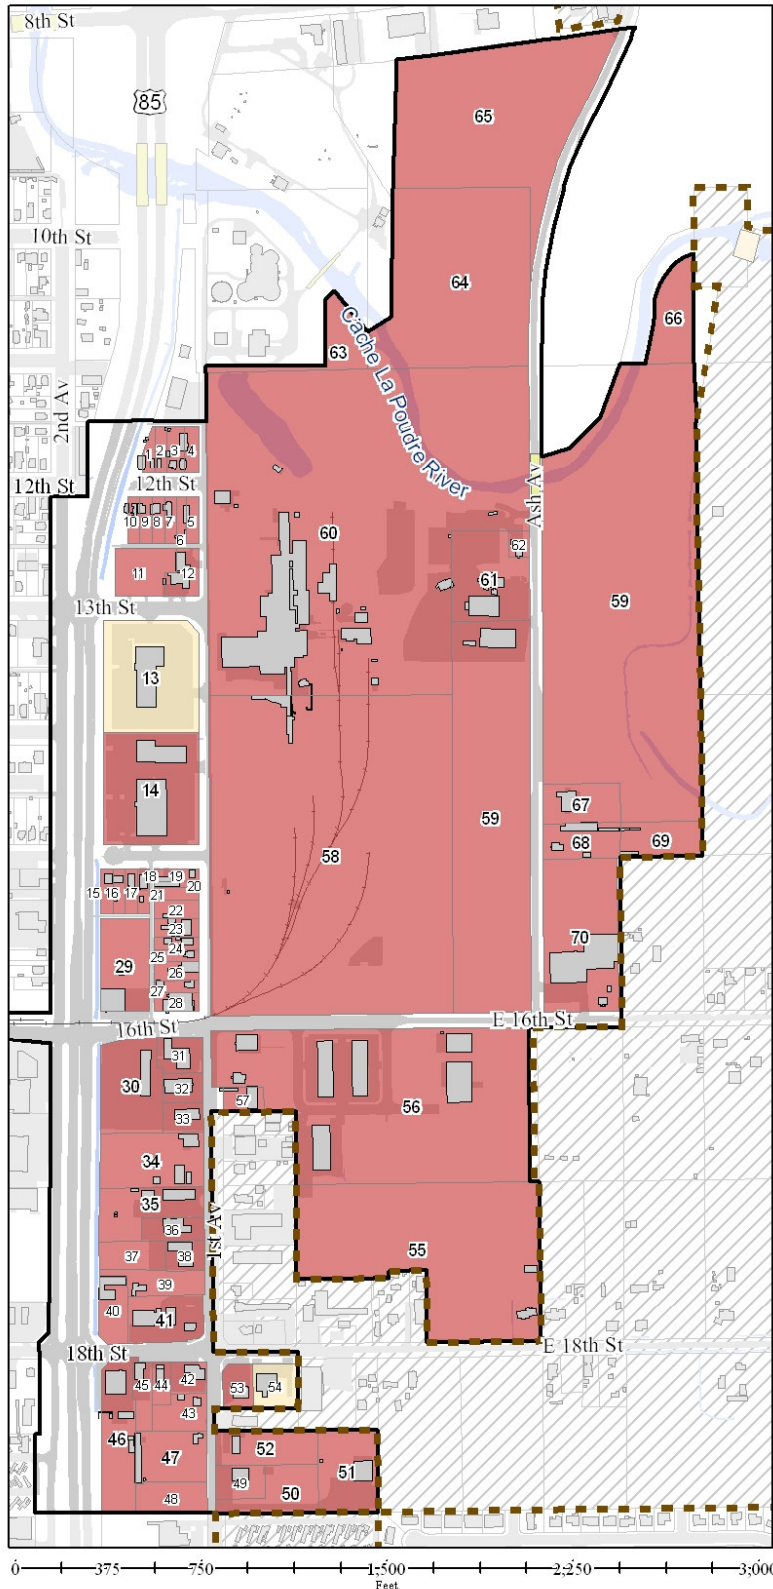 8th St
85
65
10th St
64
66
63
Cache La Poudre River
2nd Av
1 2 3 4
12th St
12th St
Ash Av
10 9 8 7 5
6
60
62
11 12
61
59
13th St
13
14
67
59
68 69
58
18 19
15 16 17 21 20
22
23
70
24
29 25
26
27
28
16th St
E 16th St
31
30 32
57
56
33
34
35
1st Av
36
55
37 38
39
40
41
18th St
E 18th St
45 44 42
53 54
43
46
52
47
51
49
50
48
0 375 750 1,500 2,250 3,000
Feet